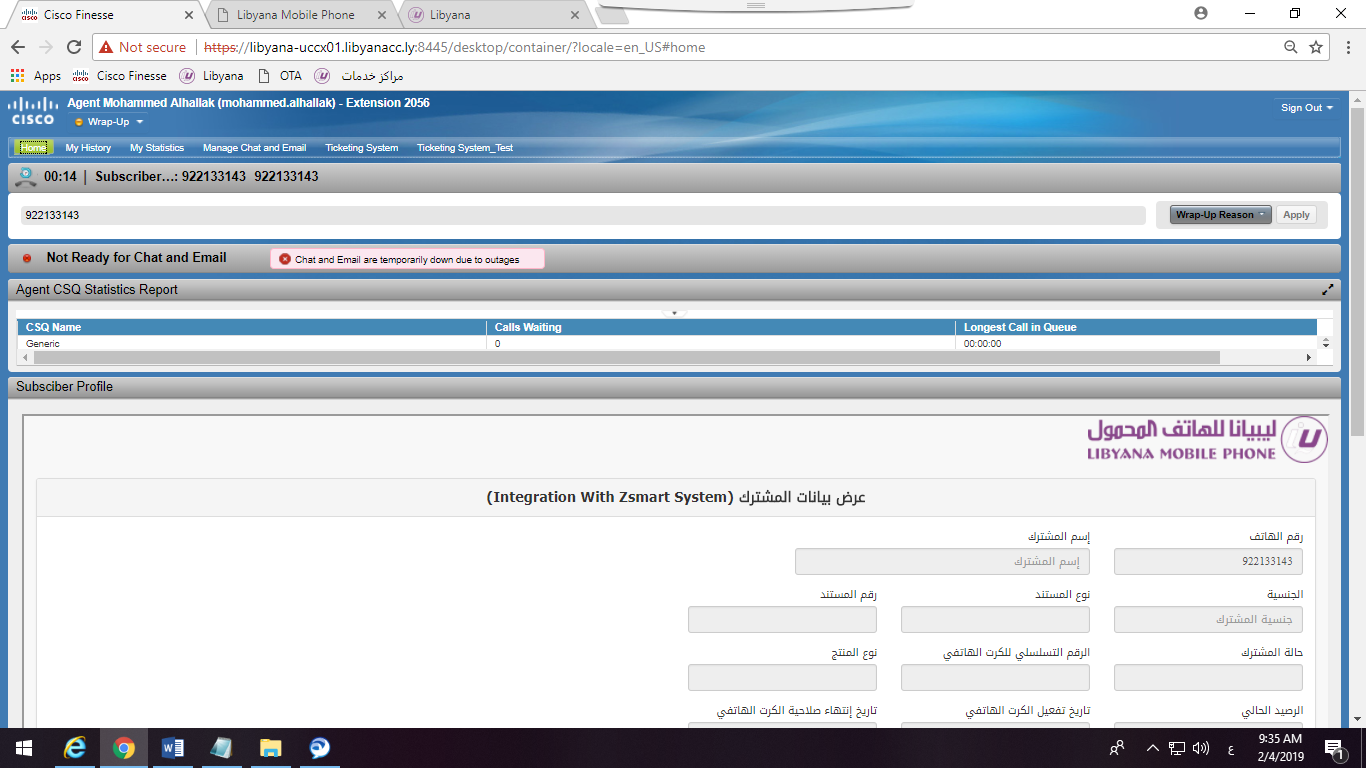 Cisco Finesse
Libyana Mobile Phone
Libyana
Not secure https://libyana-uccx01.libyanacc.ly:8445/desktop/container/?locale=en_US#home
Apps Cisco Finesse Libyana OTA مراكز خدمات
CISCO
Agent Mohammed Alhallak (mohammed.alhallak) - Extension 2056
Wrap-Up
Sign Out
Home My History My Statistics Manage Chat and Email Ticketing System Ticketing System_Test
00:14 | Subscriber...: 922133143 922133143
922133143
Wrap-Up Reason Apply
Not Ready for Chat and Email
Chat and Email are temporarily down due to outages
Agent CSQ Statistics Report
CSQ Name Calls Waiting Longest Call in Queue
Generic 0 00:00:00
Subsciber Profile
ليبيانا للهاتف المحمول
LIBYANA MOBILE PHONE
عرض بيانات المشترك (Integration With Zsmart System)
رقم الهاتف إسم المشترك
922133143 إسم المشترك
الجنسية نوع المستند رقم المستند
جنسية المشترك
حالة المشترك الرقم التسلسلي للكرت الهاتفي نوع المنتج
الرصيد الحالي تاريخ تفعيل الكرت الهاتفي تاريخ إنتهاء صلاحية الكرت الهاتفي
ع
9:35 AM
2/4/2019
1